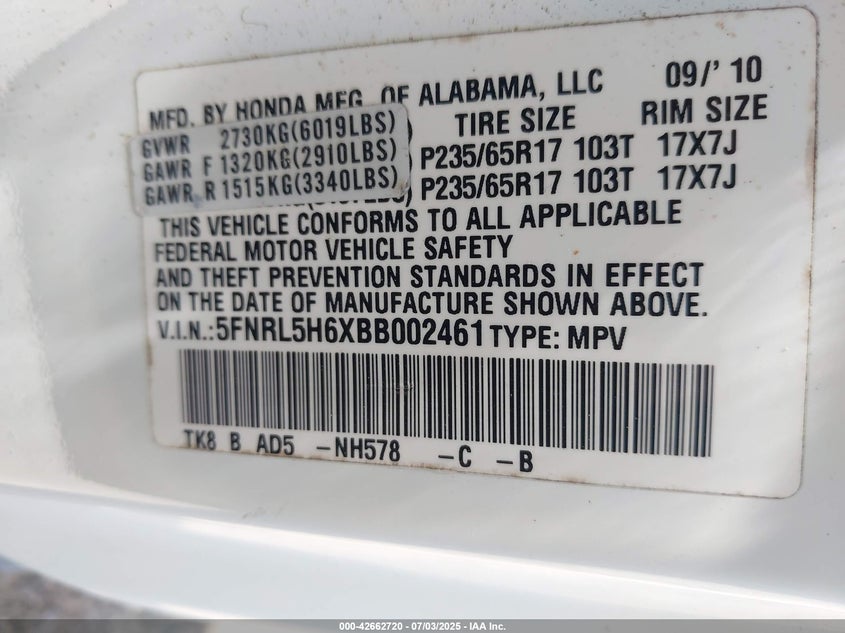 MFD. BY HONDA MFG. OF ALABAMA, LLC 09/' 10
GVWR 2730KG(6019LBS) TIRE SIZE RIM SIZE
GAWR F 1320KG(2910LBS) P235/65R17 103T 17X7J
GAWR R 1515KG(3340LBS) P235/65R17 103T 17X7J
THIS VEHICLE CONFORMS TO ALL APPLICABLE
FEDERAL MOTOR VEHICLE SAFETY
AND THEFT PREVENTION STANDARDS IN EFFECT
ON THE DATE OF MANUFACTURE SHOWN ABOVE.
V.I.N.:5FNRL5H6XBB002461 TYPE: MPV
TK8 B AD5 -NH578 -C -B
000-42662720 - 07/03/2025 - IAA Inc.